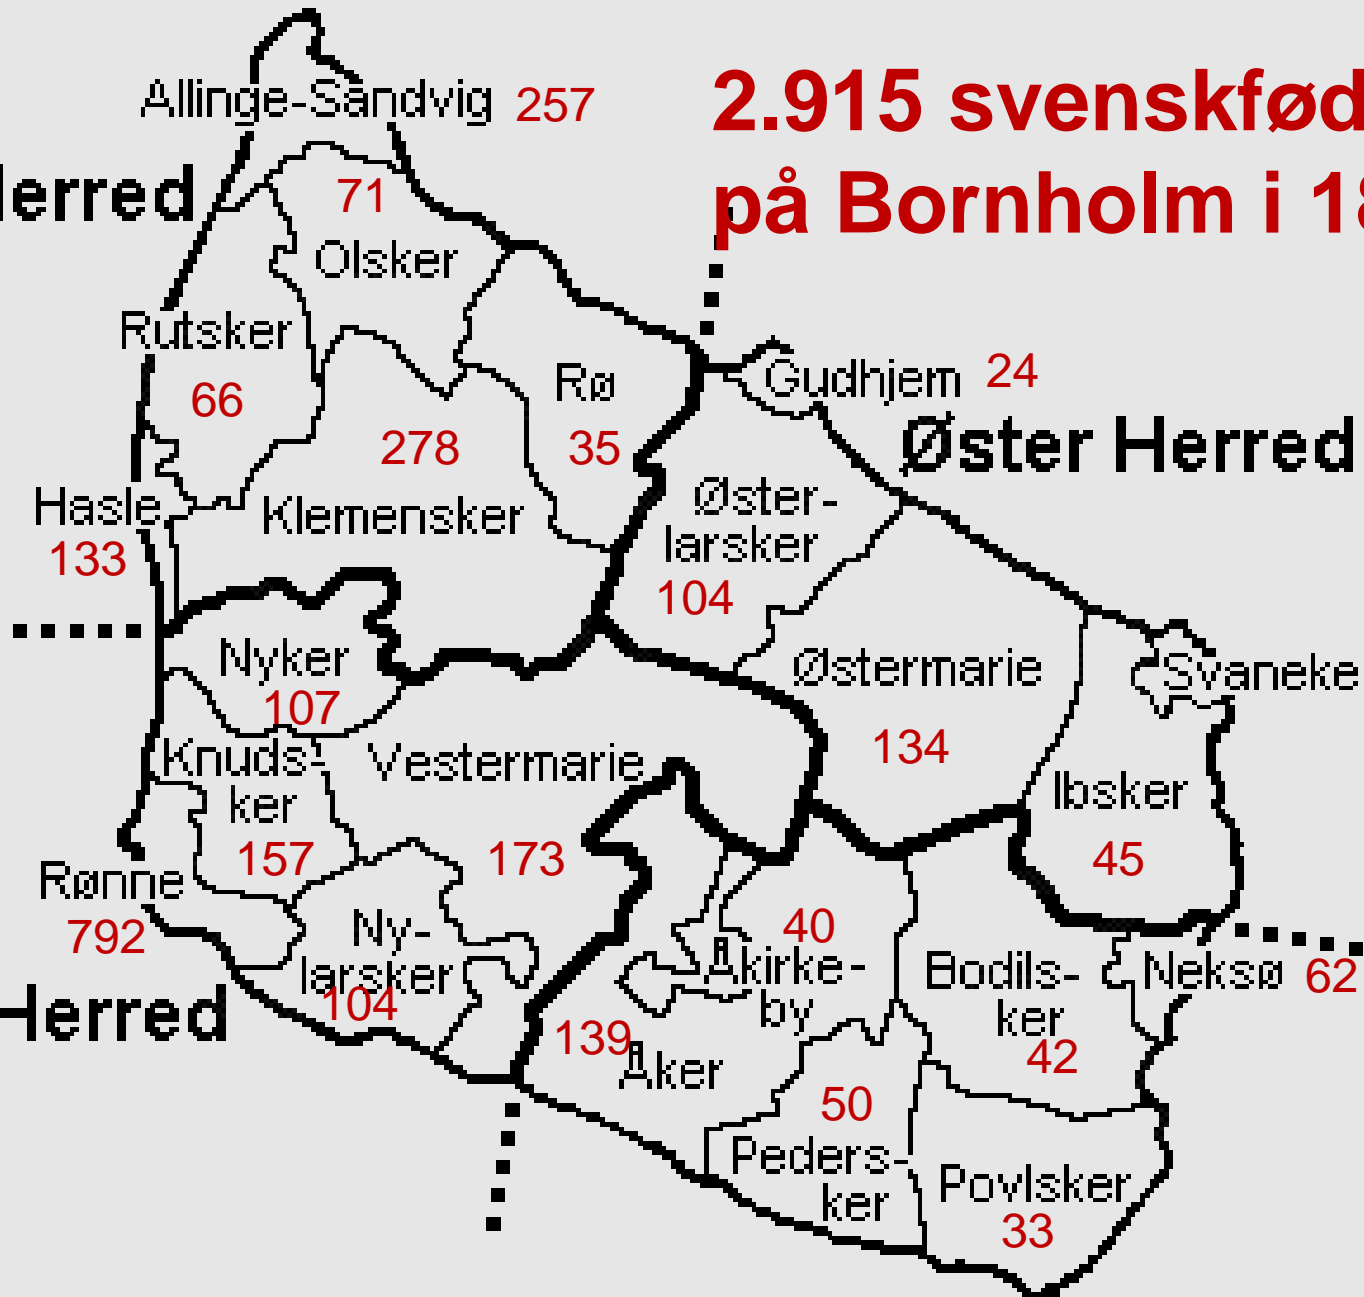 2.915 svenskfød
på Bornholm i 18
Allinge-Sandvig 257
Herred
71
Olsker
Rutsker
66
Rø
35
Gudhjem 24
Øster Herred
278
Klemensker
Hasle
133
Øster-
larsker
104
Nyker
107
Østermarie
134
Svaneke
Knuds-
ker
157
Vestermarie
173
Ibsker
45
Rønne
792
Ny-
larsker
104
Herred
40
Åkirke-
by
139
Åker
Bodils-
ker
42
Neksø 62
50
Peders-
ker
Povlsker
33